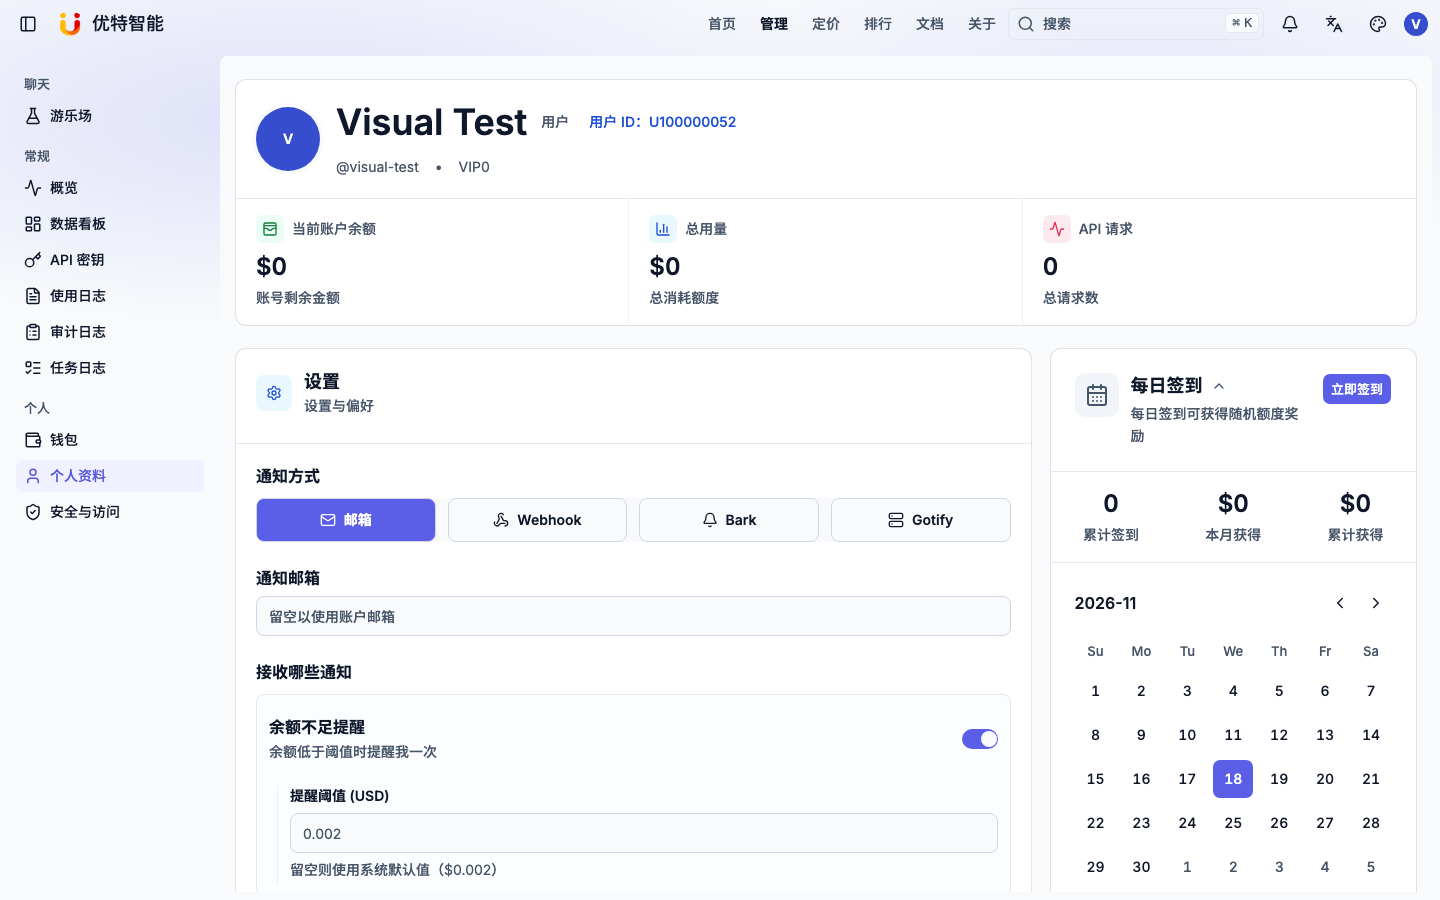 优特智能
首页
管理
定价
排行
文档
关于
搜索
⌘ K
V
聊天
游乐场
常规
概览
数据看板
API 密钥
使用日志
审计日志
任务日志
个人
钱包
个人资料
安全与访问
V
Visual Test 用户 用户 ID：U100000052
@visual-test • VIP0
当前账户余额
$0
账号剩余金额
总用量
$0
总消耗额度
API 请求
0
总请求数
设置
设置与偏好
通知方式
邮箱
Webhook
Bark
Gotify
通知邮箱
留空以使用账户邮箱
接收哪些通知
余额不足提醒
余额低于阈值时提醒我一次
提醒阈值 (USD)
0.002
留空则使用系统默认值（$0.002）
每日签到
立即签到
每日签到可获得随机额度奖
励
0
累计签到
$0
本月获得
$0
累计获得
2026-11
Su Mo Tu We Th Fr Sa
1 2 3 4 5 6 7
8 9 10 11 12 13 14
15 16 17 18 19 20 21
22 23 24 25 26 27 28
29 30 1 2 3 4 5